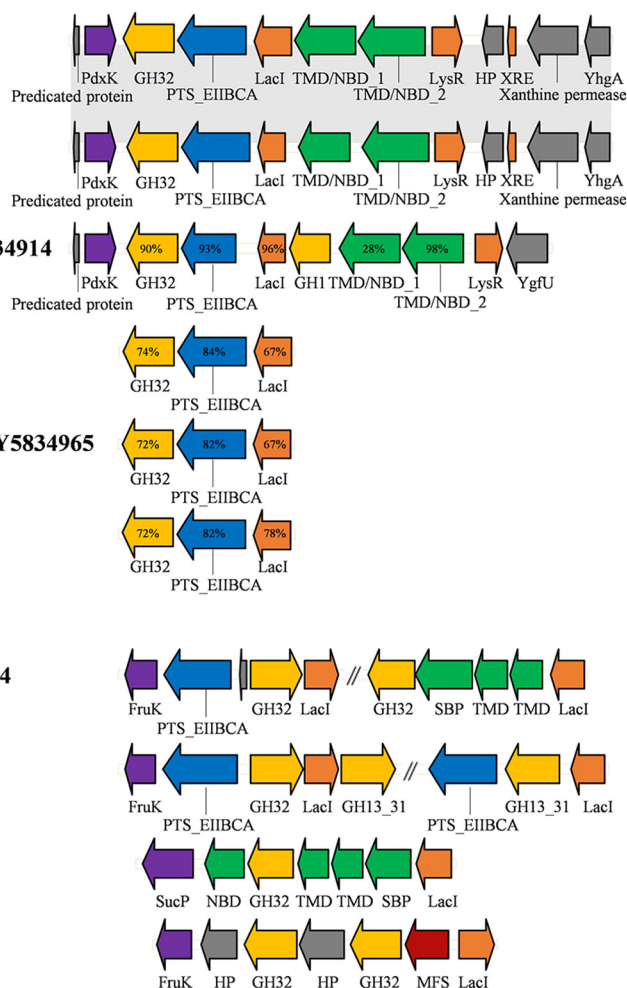 PdxK GH32 LacI TMD/NBD_1 LysR HP XRE YhgA
Predicated protein PTS_EIIBCA TMD/NBD_2 Xanthine permease
PdxK GH32 LacI TMD/NBD_1 LysR HP XRE YhgA
Predicated protein PTS_EIIBCA TMD/NBD_2 Xanthine permease
34914 90% 93% 96% 28% 98%
PdxK GH32 LacI GH1 TMD/NBD_1 LysR YgfU
Predicated protein PTS_EIIBCA TMD/NBD_2
74% 84% 67%
GH32 LacI
PTS_EIIBCA
Y5834965 72% 82% 67%
GH32 LacI
PTS_EIIBCA
72% 82% 78%
GH32 LacI
PTS_EIIBCA
4 //
FruK GH32 LacI GH32 SBP TMD TMD LacI
PTS_EIIBCA
//
FruK GH32 LacI GH13_31 GH13_31 LacI
PTS_EIIBCA PTS_EIIBCA
SucP NBD GH32 TMD TMD SBP LacI
FruK HP GH32 HP GH32 MFS LacI